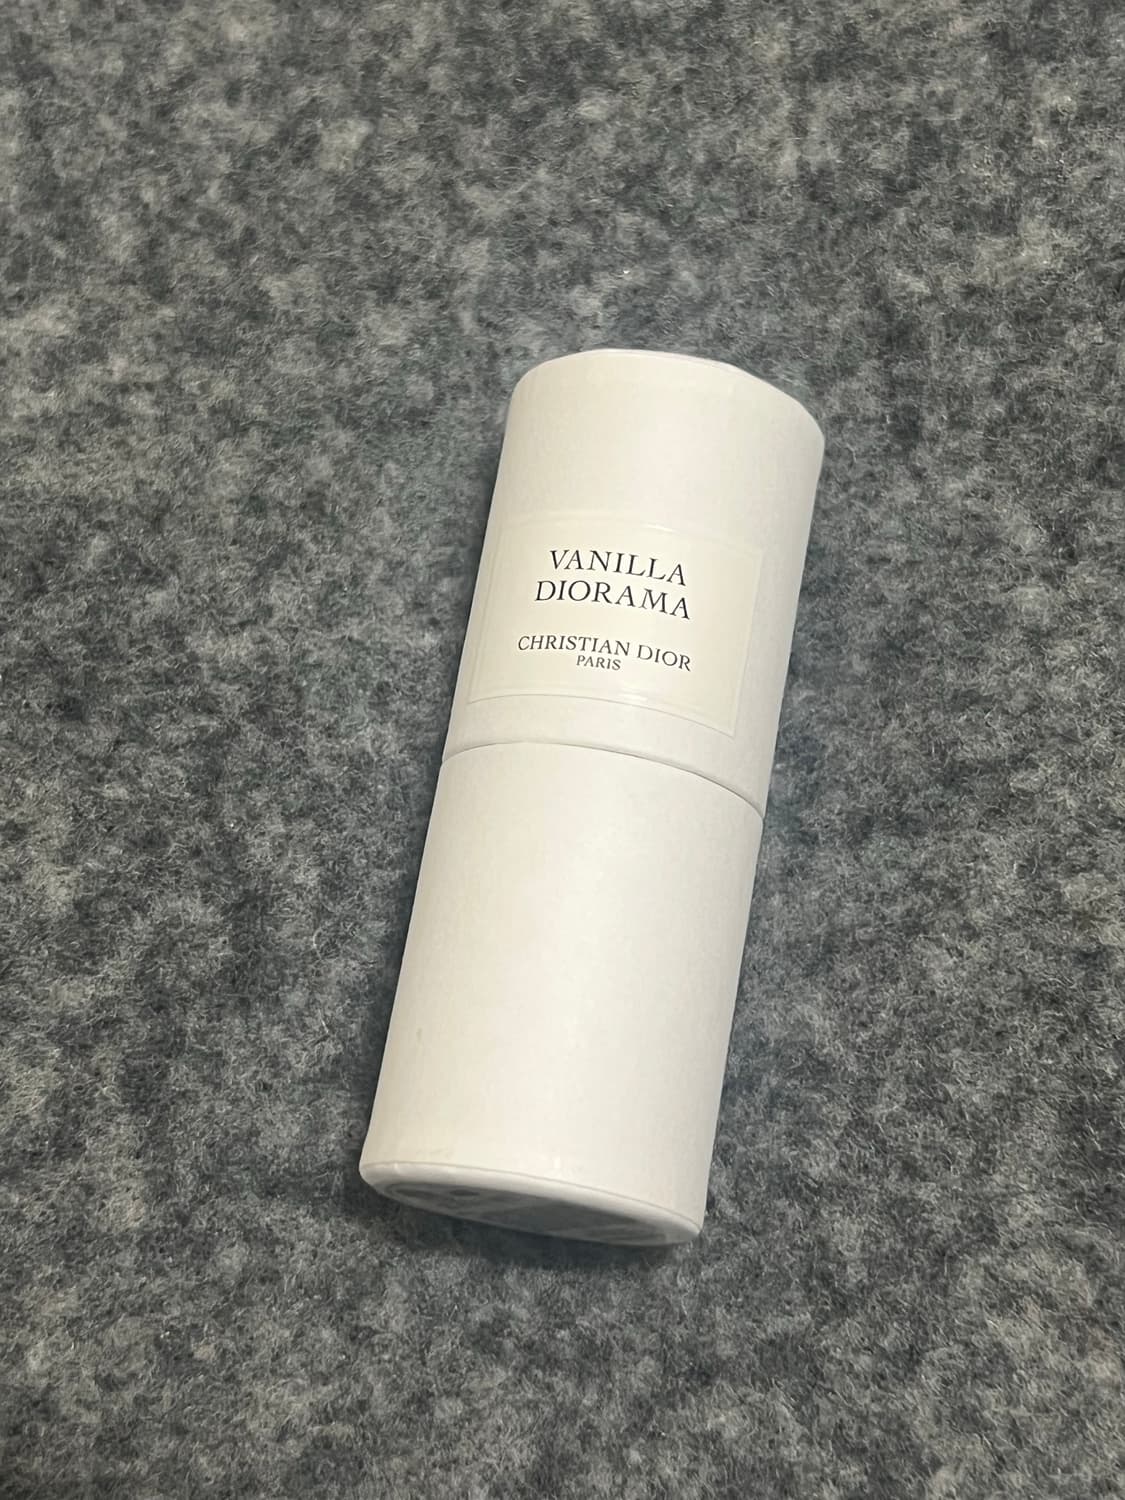 VANILLA
DIORAMA
CHRISTIAN DIOR
PARIS